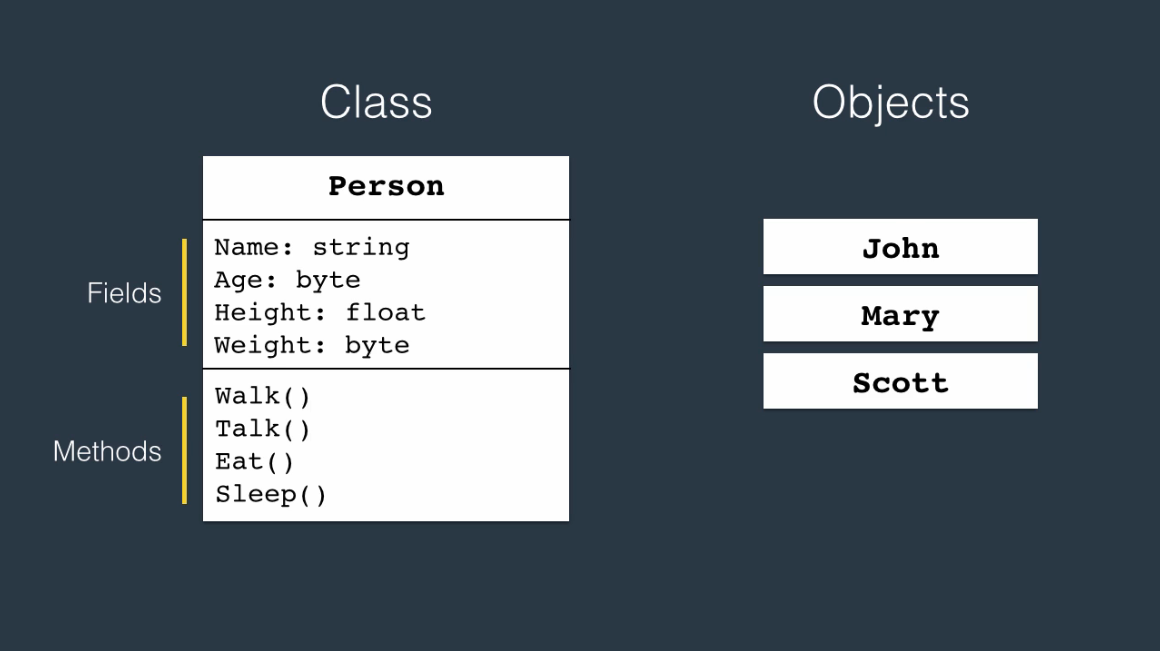 Class
Person
Fields
Name: string
Age: byte
Height: float
Weight: byte
Methods
Walk()
Talk()
Eat()
Sleep()
Objects
John
Mary
Scott